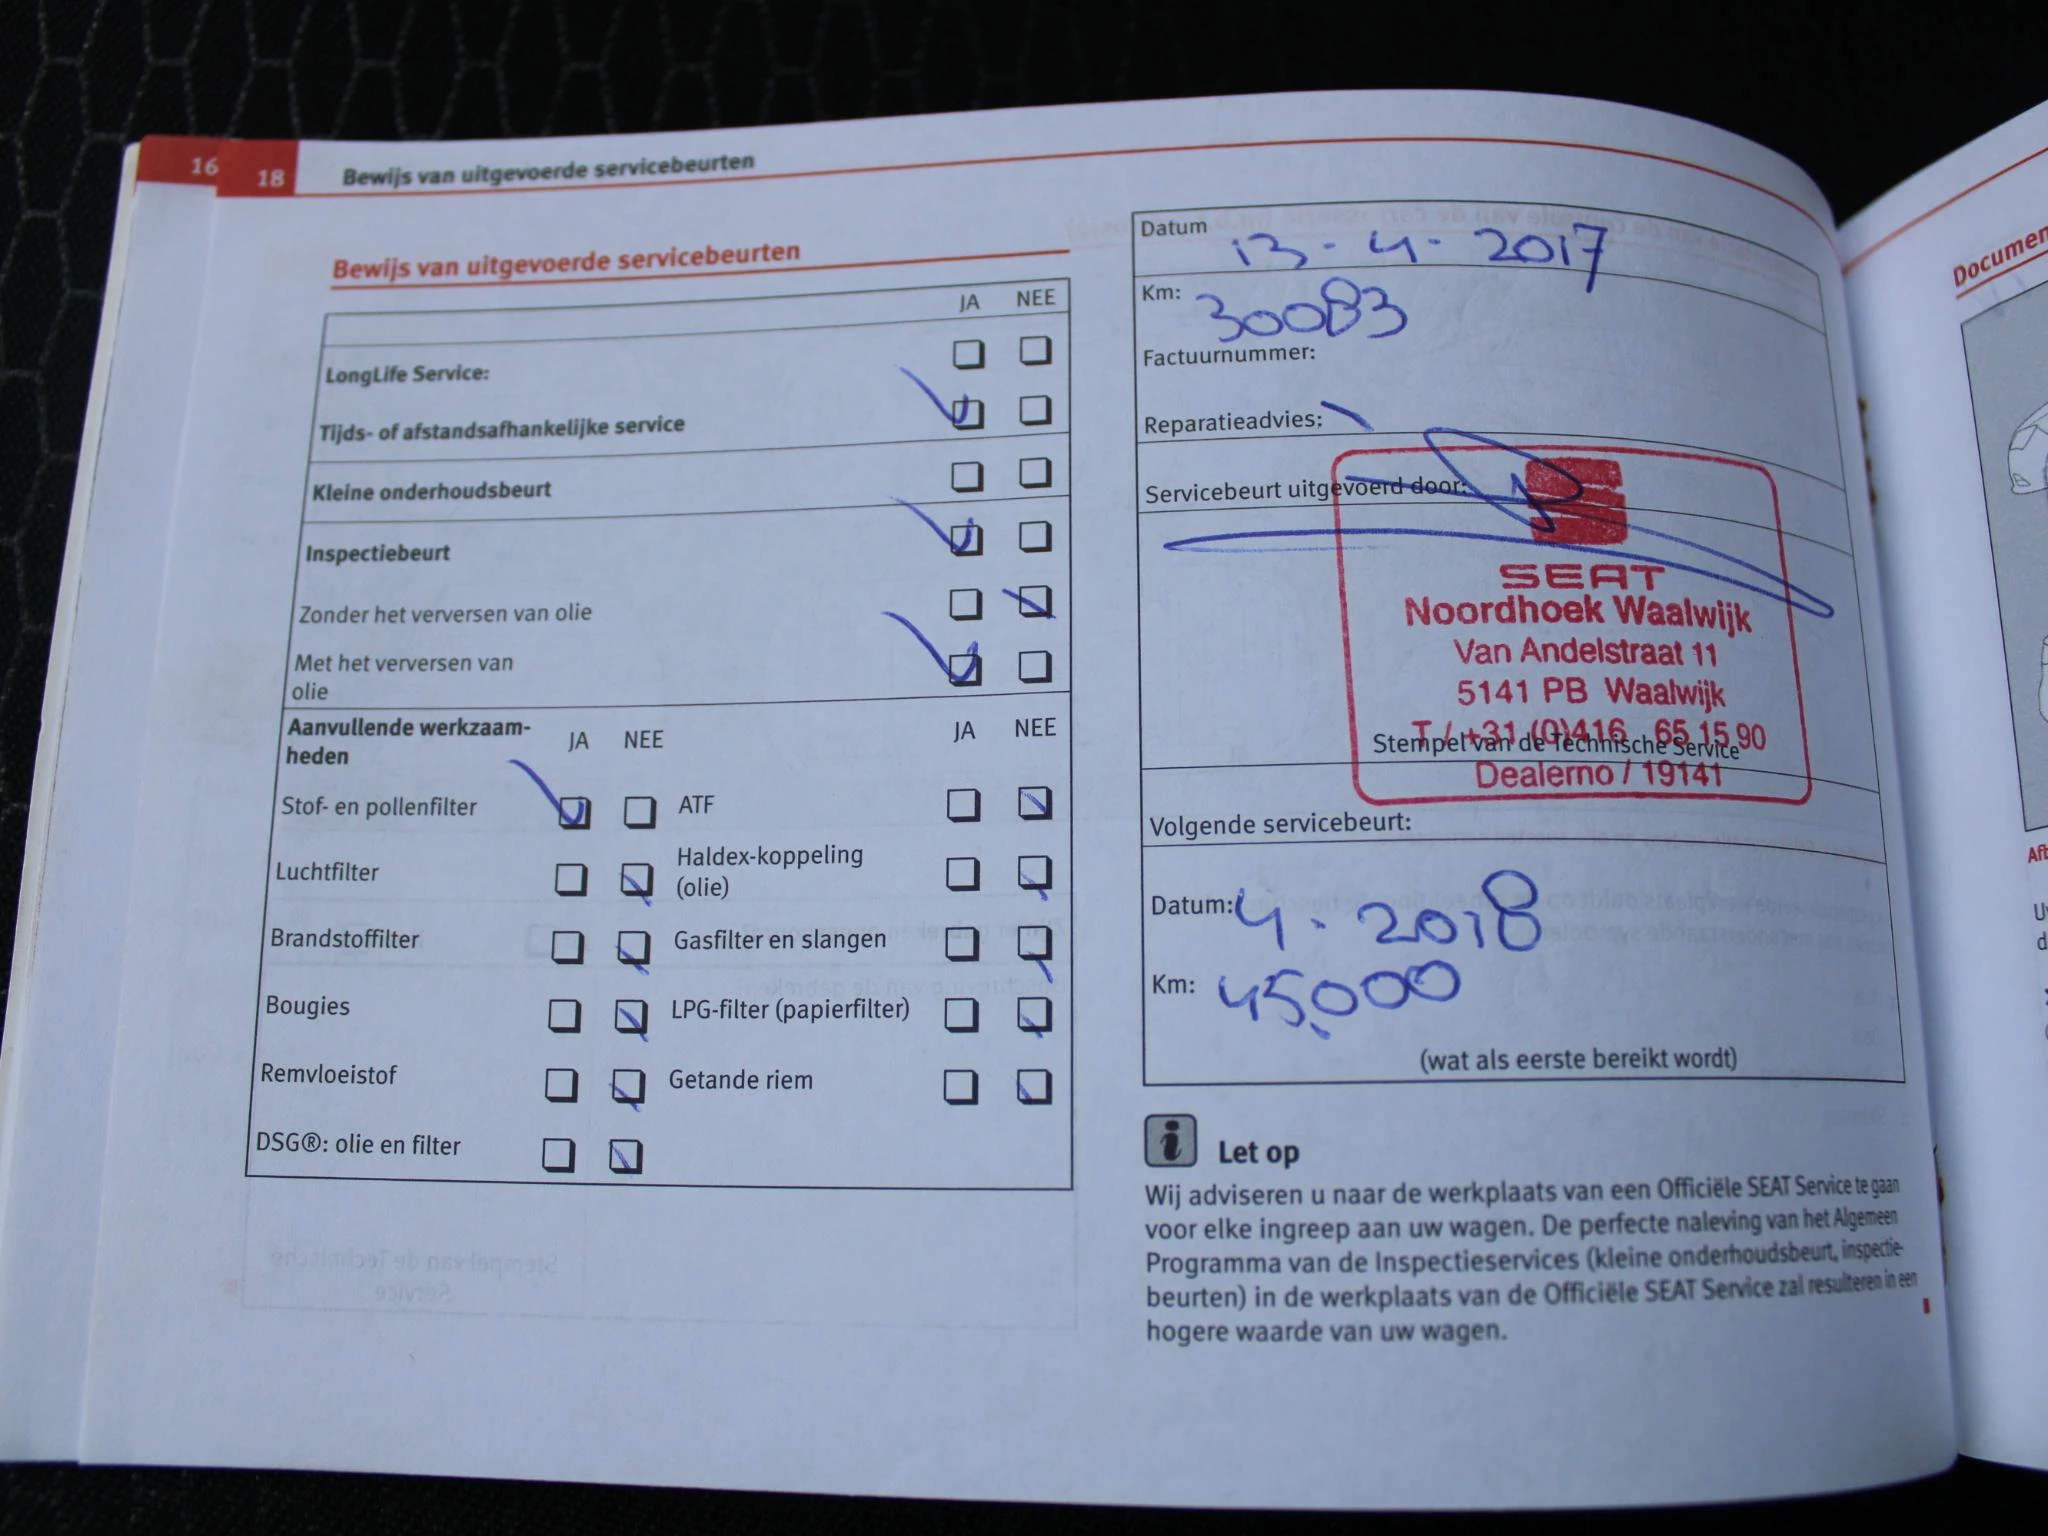 16
18 Bewijs van uitgevoerde servicebeurten
Bewijs van uitgevoerde servicebeurten
JA NEE
LongLife Service:
Tijds- of afstandsafhankelijke service
Kleine onderhoudsbeurt
Inspectiebeurt
Zonder het verversen van olie
Met het verversen van
olie
Aanvullende werkzaam-
heden
JA NEE JA NEE
Stof- en pollenfilter ATF
Luchtfilter Haldex-koppeling
(olie)
Brandstoffilter Gasfilter en slangen
Bougies LPG-filter (papierfilter)
Remvloeistof Getande riem
DSG®: olie en filter
Datum 13-4-2017
Km: 30083
Factuurnummer:
Reparatieadvies:
Servicebeurt uitgevoerd door:
SEAT
Noordhoek Waalwijk
Van Andelstraat 11
5141 PB Waalwijk
T / +31 (0)416 65 15 90
Stempel van de Technische Service
Dealerno / 19141
Volgende servicebeurt:
Datum: 4-2018
Km: 45,000
(wat als eerste bereikt wordt)
i Let op
Wij adviseren u naar de werkplaats van een Officiële SEAT Service te gaan
voor elke ingreep aan uw wagen. De perfecte naleving van het Algemeen
Programma van de Inspectieservices (kleine onderhoudsbeurt, inspectie-
beurten) in de werkplaats van de Officiële SEAT Service zal resulteren in een
hogere waarde van uw wagen.
Documen